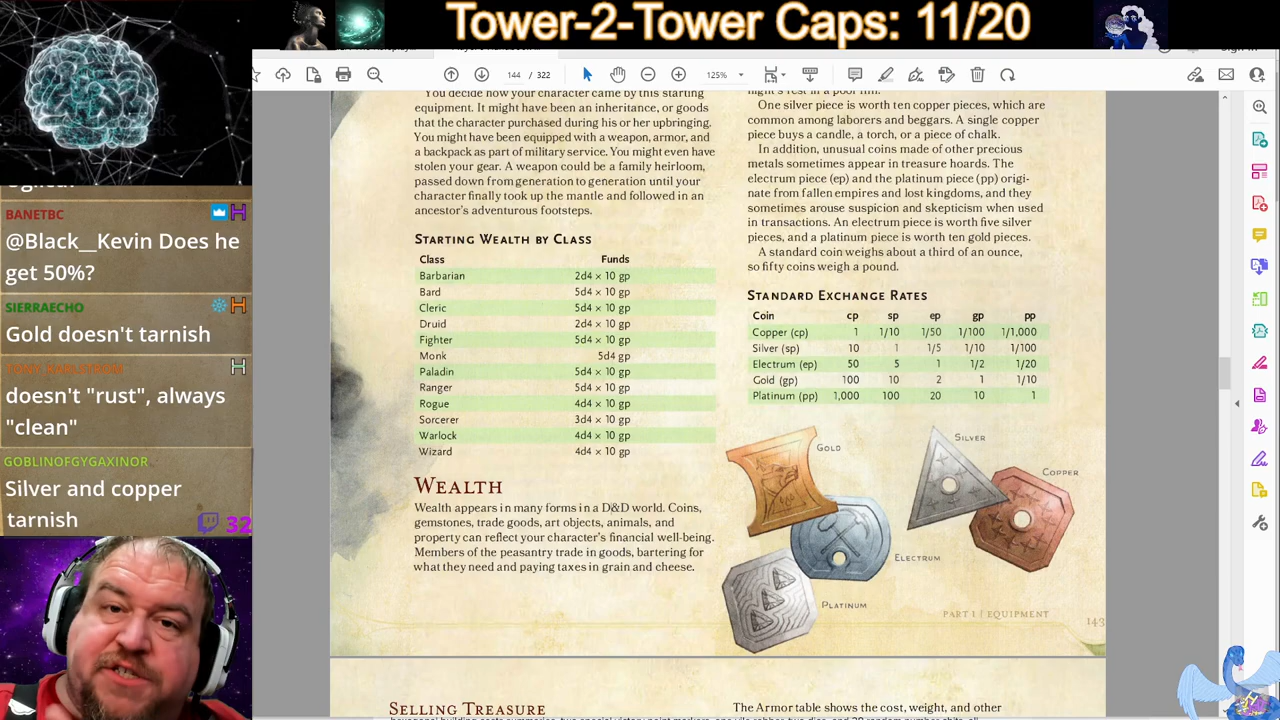 Tower-2-Tower Caps: 11/20
144 / 322
125%
BANETBC
@Black__Kevin Does he
get 50%?
SIERRAECHO
Gold doesn't tarnish
doesn't "rust", always
"clean"
GOBLINOFGYGAXINOR
Silver and copper
tarnish
32
You decide how your character came by this starting
equipment. It might have been an inheritance, or goods
that the character purchased during his or her upbringing.
You might have been equipped with a weapon, armor, and
a backpack as part of military service. You might even have
stolen your gear. A weapon could be a family heirloom,
passed down from generation to generation until your
character finally took up the mantle and followed in an
ancestor's adventurous footsteps.
STARTING WEALTH BY CLASS
Class Funds
Barbarian 2d4 × 10 gp
Bard 5d4 × 10 gp
Cleric 5d4 × 10 gp
Druid 2d4 × 10 gp
Fighter 5d4 × 10 gp
Monk 5d4 gp
Paladin 5d4 × 10 gp
Ranger 5d4 × 10 gp
Rogue 4d4 × 10 gp
Sorcerer 3d4 × 10 gp
Warlock 4d4 × 10 gp
Wizard 4d4 × 10 gp
WEALTH
Wealth appears in many forms in a D&D world. Coins,
gemstones, trade goods, art objects, animals, and
property can reflect your character's financial well-being.
Members of the peasantry trade in goods, bartering for
what they need and paying taxes in grain and cheese.
One silver piece is worth ten copper pieces, which are
common among laborers and beggars. A single copper
piece buys a candle, a torch, or a piece of chalk.
In addition, unusual coins made of other precious
metals sometimes appear in treasure hoards. The
electrum piece (ep) and the platinum piece (pp) origi-
nate from fallen empires and lost kingdoms, and they
sometimes arouse suspicion and skepticism when used
in transactions. An electrum piece is worth five silver
pieces, and a platinum piece is worth ten gold pieces.
A standard coin weighs about a third of an ounce,
so fifty coins weigh a pound.
STANDARD EXCHANGE RATES
Coin cp sp ep gp pp
Copper (cp) 1 1/10 1/50 1/100 1/1,000
Silver (sp) 10 1 1/5 1/10 1/100
Electrum (ep) 50 5 1 1/2 1/20
Gold (gp) 100 10 2 1 1/10
Platinum (pp) 1,000 100 20 10 1
GOLD
SILVER
COPPER
ELECTRUM
PLATINUM
PART 1 | EQUIPMENT
143
SELLING TREASURE
The Armor table shows the cost, weight, and other